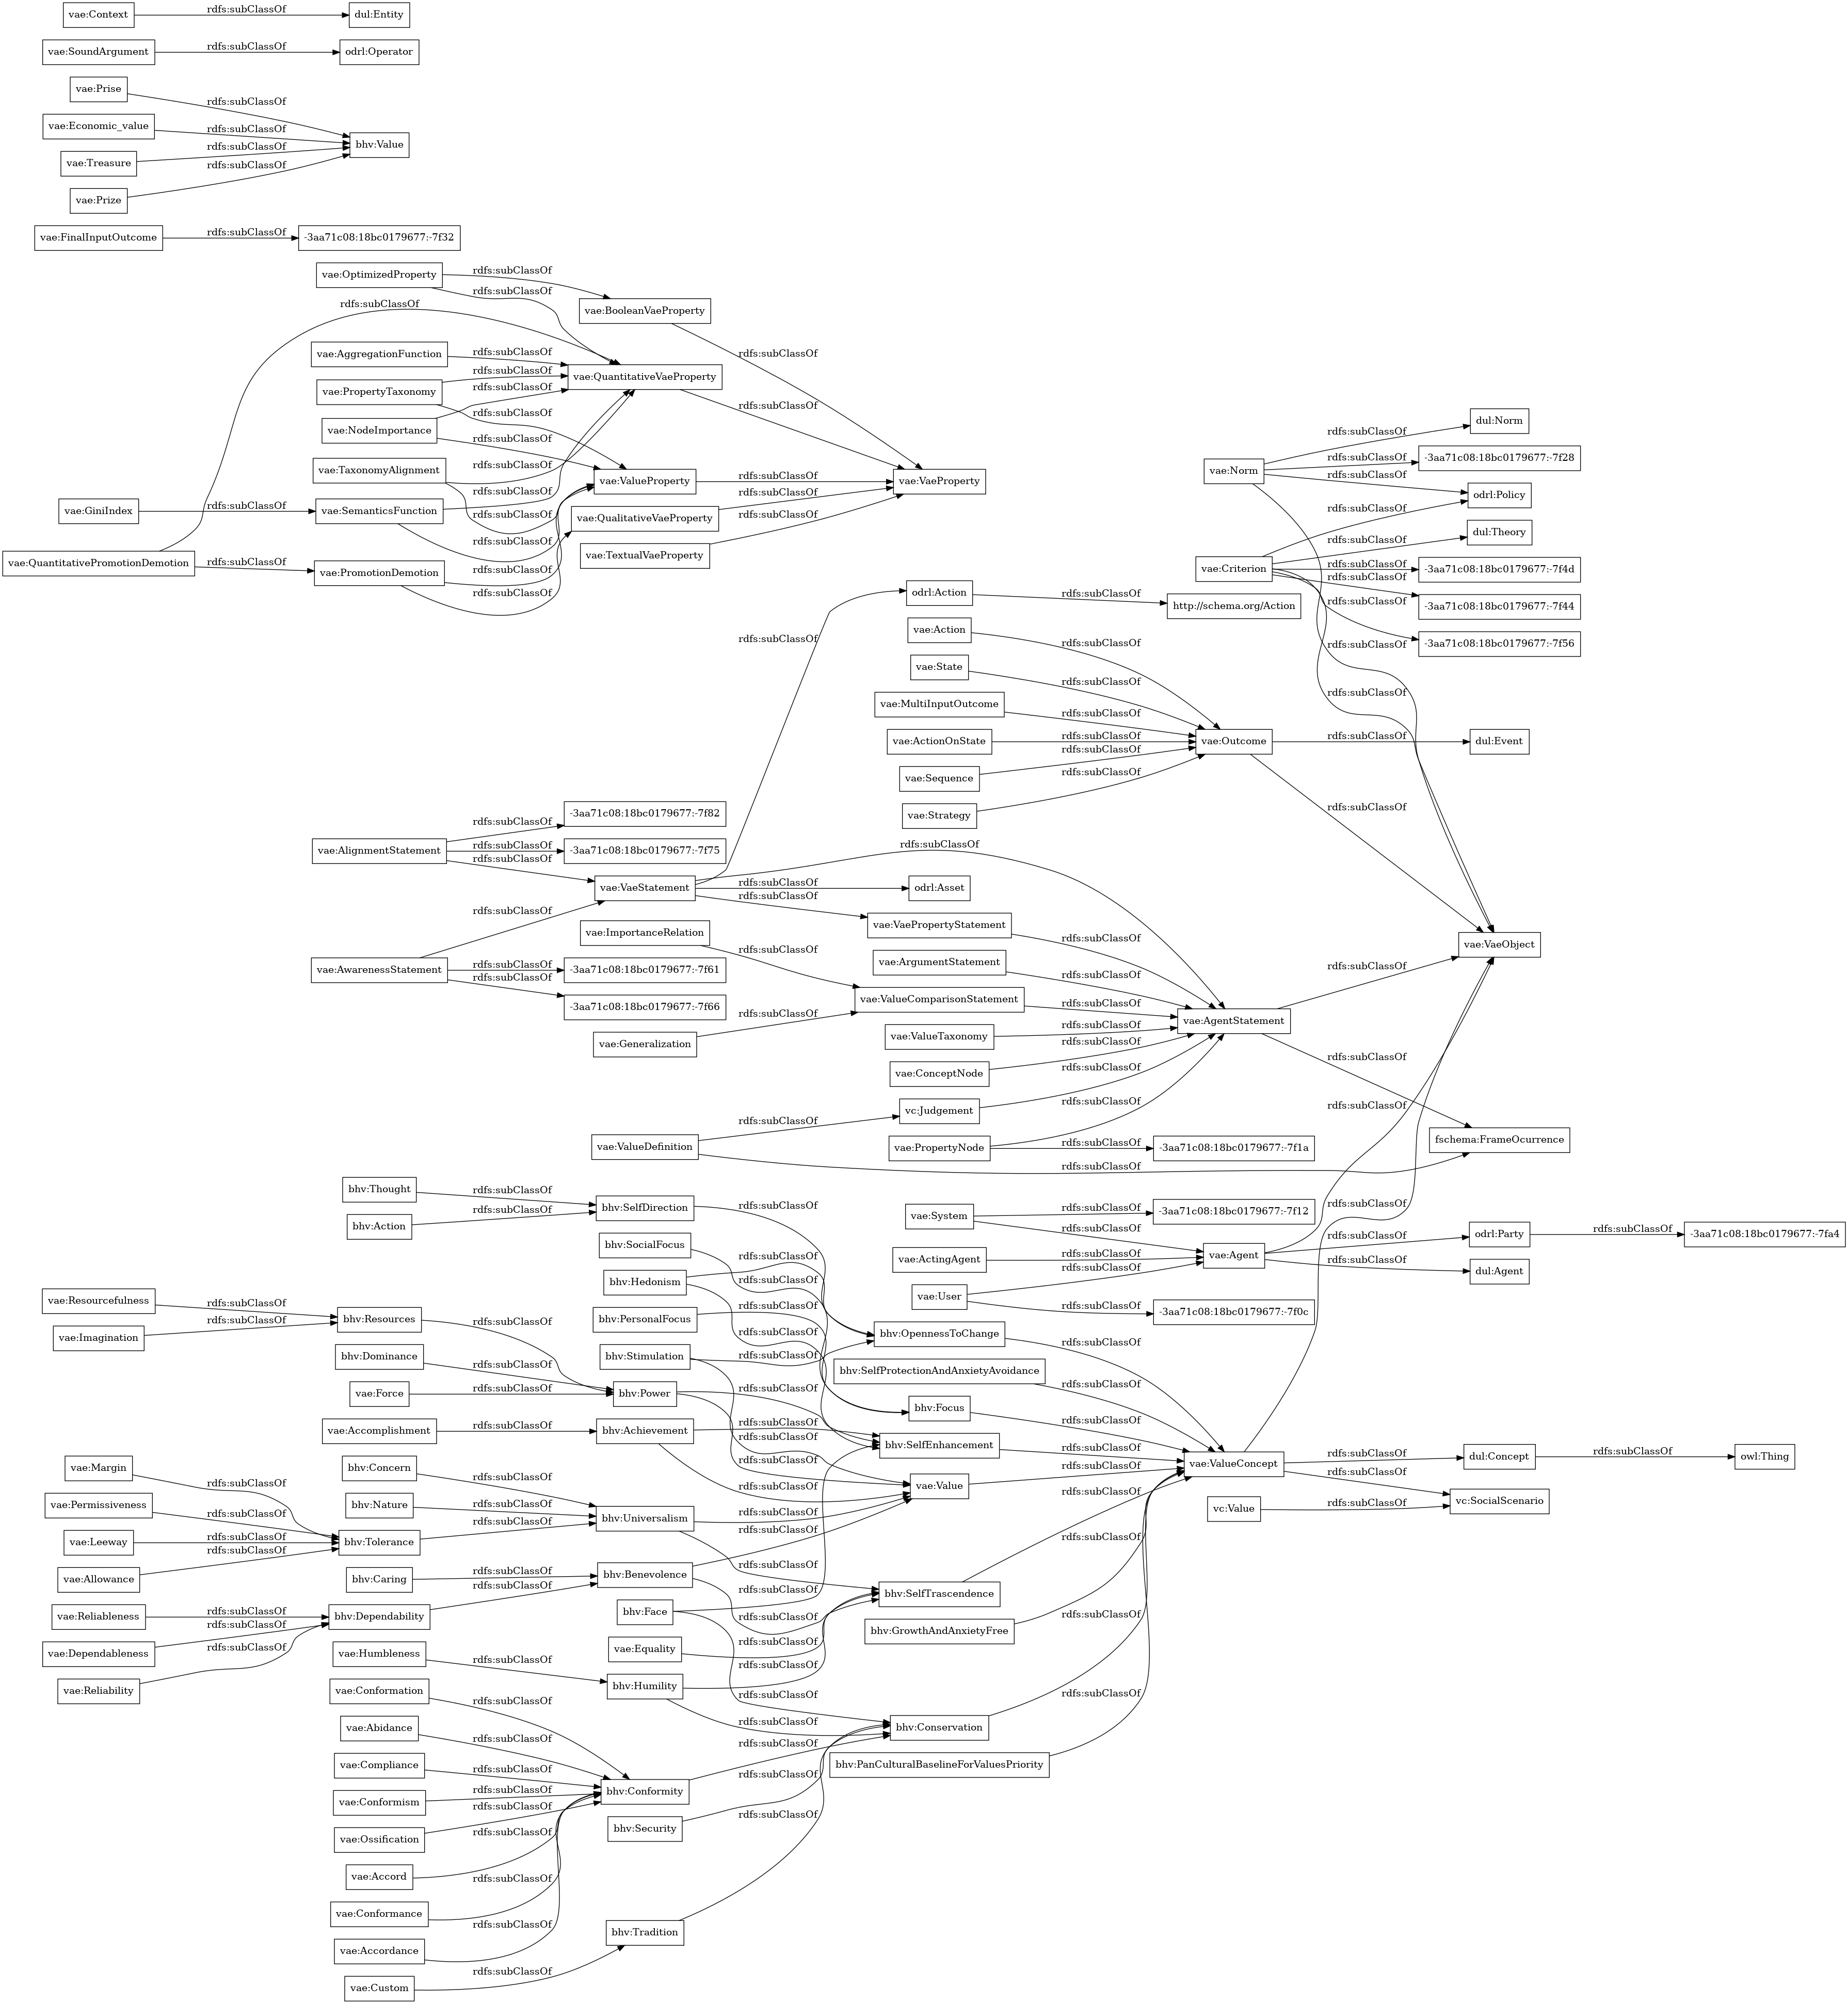 vae:Context
rdfs:subClassOf
dul:Entity
vae:SoundArgument
rdfs:subClassOf
odrl:Operator
vae:Prise
rdfs:subClassOf
vae:Economic_value
rdfs:subClassOf
bhv:Value
vae:Treasure
rdfs:subClassOf
vae:Prize
rdfs:subClassOf
vae:FinalInputOutcome
rdfs:subClassOf
-3aa71c08:18bc0179677:-7f32
vae:OptimizedProperty
rdfs:subClassOf
rdfs:subClassOf
rdfs:subClassOf
vae:BooleanVaeProperty
vae:AggregationFunction
rdfs:subClassOf
rdfs:subClassOf
vae:PropertyTaxonomy
rdfs:subClassOf
vae:QuantitativeVaeProperty
rdfs:subClassOf
rdfs:subClassOf
rdfs:subClassOf
vae:NodeImportance
rdfs:subClassOf
vae:TaxonomyAlignment
rdfs:subClassOf
vae:ValueProperty
rdfs:subClassOf
vae:VaeProperty
rdfs:subClassOf
rdfs:subClassOf
vae:GiniIndex
rdfs:subClassOf
vae:SemanticsFunction
rdfs:subClassOf
vae:QualitativeVaeProperty
rdfs:subClassOf
rdfs:subClassOf
vae:TextualVaeProperty
vae:QuantitativePromotionDemotion
rdfs:subClassOf
vae:PromotionDemotion
rdfs:subClassOf
rdfs:subClassOf
dul:Norm
rdfs:subClassOf
vae:Norm
rdfs:subClassOf
-3aa71c08:18bc0179677:-7f28
rdfs:subClassOf
odrl:Policy
rdfs:subClassOf
dul:Theory
rdfs:subClassOf
vae:Criterion
rdfs:subClassOf
-3aa71c08:18bc0179677:-7f4d
rdfs:subClassOf
-3aa71c08:18bc0179677:-7f44
rdfs:subClassOf
-3aa71c08:18bc0179677:-7f56
rdfs:subClassOf
rdfs:subClassOf
odrl:Action
rdfs:subClassOf
http://schema.org/Action
rdfs:subClassOf
vae:Action
rdfs:subClassOf
vae:State
rdfs:subClassOf
vae:MultiInputOutcome
rdfs:subClassOf
vae:ActionOnState
rdfs:subClassOf
vae:Outcome
rdfs:subClassOf
dul:Event
vae:Sequence
rdfs:subClassOf
vae:Strategy
rdfs:subClassOf
rdfs:subClassOf
rdfs:subClassOf
-3aa71c08:18bc0179677:-7f82
vae:AlignmentStatement
rdfs:subClassOf
-3aa71c08:18bc0179677:-7f75
rdfs:subClassOf
rdfs:subClassOf
vae:VaeStatement
rdfs:subClassOf
odrl:Asset
rdfs:subClassOf
rdfs:subClassOf
vae:VaePropertyStatement
vae:ImportanceRelation
rdfs:subClassOf
rdfs:subClassOf
vae:VaeObject
vae:ArgumentStatement
rdfs:subClassOf
rdfs:subClassOf
vae:AwarenessStatement
rdfs:subClassOf
-3aa71c08:18bc0179677:-7f61
rdfs:subClassOf
-3aa71c08:18bc0179677:-7f66
vae:ValueComparisonStatement
rdfs:subClassOf
rdfs:subClassOf
vae:AgentStatement
vae:Generalization
vae:ValueTaxonomy
rdfs:subClassOf
rdfs:subClassOf
vae:ConceptNode
rdfs:subClassOf
rdfs:subClassOf
vc:Judgement
rdfs:subClassOf
rdfs:subClassOf
vae:ValueDefinition
vae:PropertyNode
rdfs:subClassOf
-3aa71c08:18bc0179677:-7f1a
fschema:FrameOcurrence
rdfs:subClassOf
rdfs:subClassOf
bhv:Thought
rdfs:subClassOf
bhv:SelfDirection
rdfs:subClassOf
bhv:Action
rdfs:subClassOf
vae:System
rdfs:subClassOf
-3aa71c08:18bc0179677:-7f12
rdfs:subClassOf
rdfs:subClassOf
bhv:SocialFocus
rdfs:subClassOf
vae:ActingAgent
rdfs:subClassOf
vae:Agent
rdfs:subClassOf
odrl:Party
rdfs:subClassOf
-3aa71c08:18bc0179677:-7fa4
rdfs:subClassOf
dul:Agent
bhv:Hedonism
rdfs:subClassOf
vae:User
rdfs:subClassOf
rdfs:subClassOf
-3aa71c08:18bc0179677:-7f0c
vae:Resourcefulness
rdfs:subClassOf
bhv:Resources
rdfs:subClassOf
bhv:PersonalFocus
rdfs:subClassOf
vae:Imagination
rdfs:subClassOf
rdfs:subClassOf
bhv:OpennessToChange
rdfs:subClassOf
bhv:Dominance
rdfs:subClassOf
bhv:Stimulation
rdfs:subClassOf
bhv:SelfProtectionAndAnxietyAvoidance
rdfs:subClassOf
vae:Force
rdfs:subClassOf
bhv:Power
rdfs:subClassOf
bhv:Focus
rdfs:subClassOf
vae:Accomplishment
rdfs:subClassOf
bhv:Achievement
rdfs:subClassOf
rdfs:subClassOf
bhv:SelfEnhancement
rdfs:subClassOf
vae:ValueConcept
rdfs:subClassOf
dul:Concept
rdfs:subClassOf
owl:Thing
vae:Margin
rdfs:subClassOf
bhv:Concern
rdfs:subClassOf
rdfs:subClassOf
vae:Value
rdfs:subClassOf
rdfs:subClassOf
vc:SocialScenario
vae:Permissiveness
rdfs:subClassOf
bhv:Nature
rdfs:subClassOf
bhv:Universalism
rdfs:subClassOf
rdfs:subClassOf
vc:Value
rdfs:subClassOf
vae:Leeway
rdfs:subClassOf
bhv:Tolerance
rdfs:subClassOf
rdfs:subClassOf
rdfs:subClassOf
vae:Allowance
rdfs:subClassOf
bhv:Caring
rdfs:subClassOf
bhv:Benevolence
rdfs:subClassOf
bhv:SelfTrascendence
rdfs:subClassOf
vae:Reliableness
rdfs:subClassOf
bhv:Dependability
rdfs:subClassOf
bhv:Face
rdfs:subClassOf
rdfs:subClassOf
bhv:GrowthAndAnxietyFree
rdfs:subClassOf
vae:Dependableness
rdfs:subClassOf
vae:Humbleness
rdfs:subClassOf
vae:Equality
rdfs:subClassOf
vae:Reliability
rdfs:subClassOf
vae:Conformation
rdfs:subClassOf
bhv:Humility
rdfs:subClassOf
rdfs:subClassOf
rdfs:subClassOf
vae:Abidance
rdfs:subClassOf
bhv:Conservation
vae:Compliance
rdfs:subClassOf
rdfs:subClassOf
bhv:PanCulturalBaselineForValuesPriority
vae:Conformism
rdfs:subClassOf
bhv:Conformity
vae:Ossification
rdfs:subClassOf
bhv:Security
vae:Accord
rdfs:subClassOf
vae:Conformance
rdfs:subClassOf
vae:Accordance
rdfs:subClassOf
bhv:Tradition
vae:Custom
rdfs:subClassOf